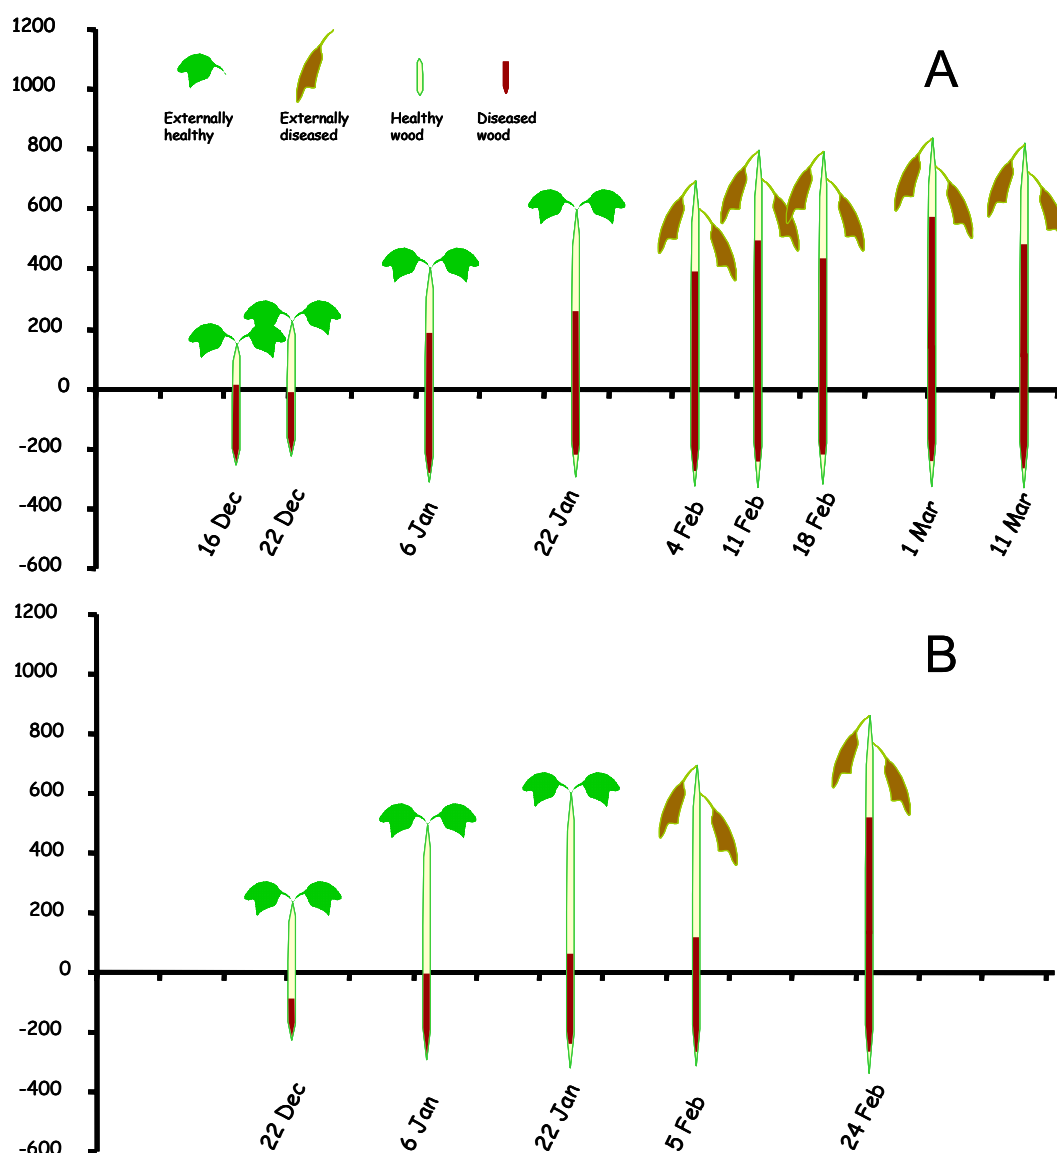 1200
1000
800
600
400
200
0
-200
-400
-600
A
Externally
healthy
Externally
diseased
Healthy
wood
Diseased
wood
16 Dec
22 Dec
6 Jan
22 Jan
4 Feb
11 Feb
18 Feb
1 Mar
11 Mar
1200
1000
800
600
400
200
0
-200
-400
-600
B
22 Dec
6 Jan
22 Jan
5 Feb
24 Feb